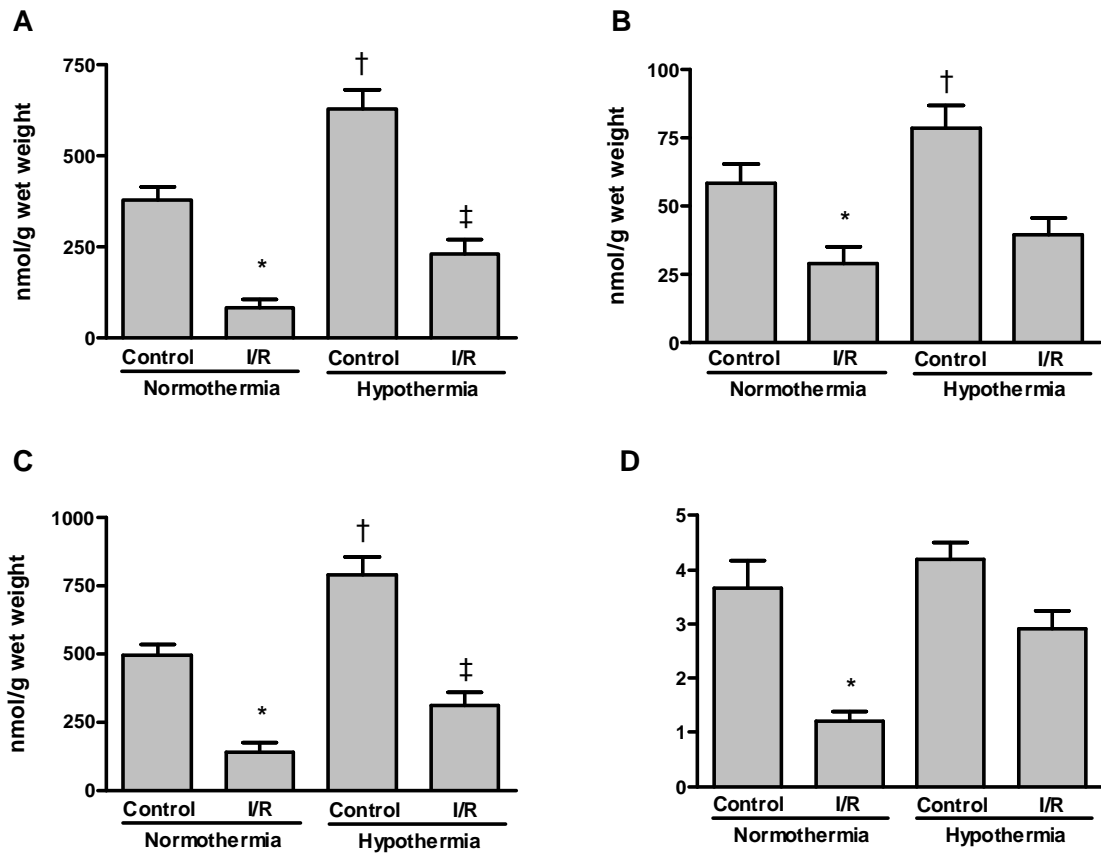 A
nmol/g wet weight
750
500
250
0
†
*
‡
Control I/R Control I/R
Normothermia Hypothermia
B
nmol/g wet weight
100
75
50
25
0
†
*
Control I/R Control I/R
Normothermia Hypothermia
C
nmol/g wet weight
1000
750
500
250
0
†
*
‡
Control I/R Control I/R
Normothermia Hypothermia
D
5
4
3
2
1
0
*
Control I/R Control I/R
Normothermia Hypothermia